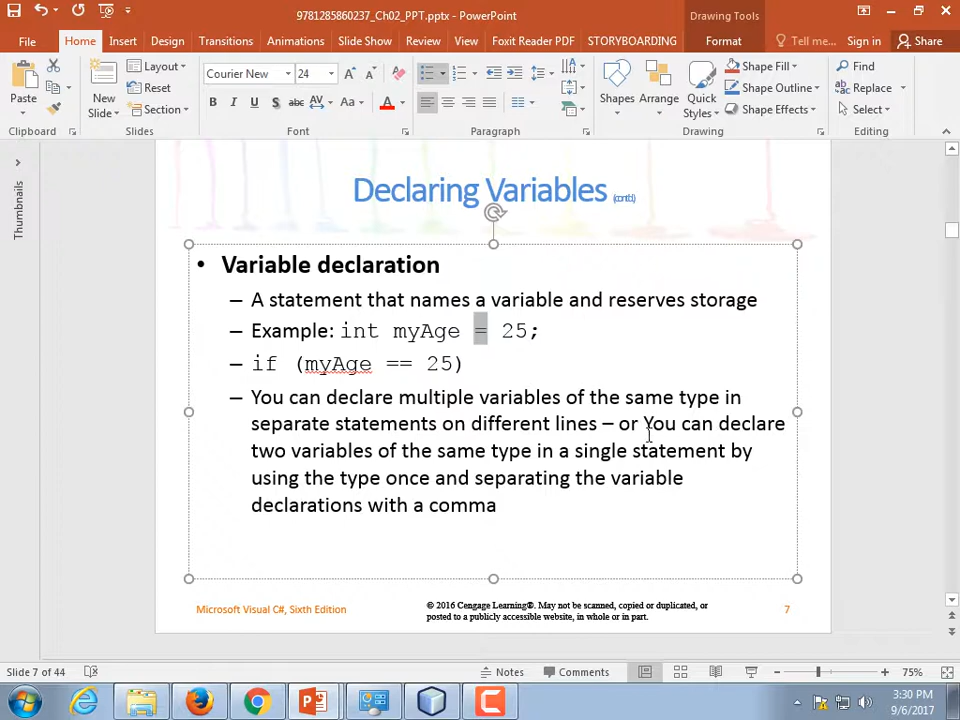 9781285860237_Ch02_PPT.pptx - PowerPoint
Drawing Tools
File Home Insert Design Transitions Animations Slide Show Review View Foxit Reader PDF STORYBOARDING Format Tell me... Sign in Share
Paste
Clipboard
New
Slide
Layout
Reset
Section
Slides
Courier New 24
B I U S abc AV Aa A
Font
Paragraph
Shapes
Arrange
Quick
Styles
Shape Fill
Shape Outline
Shape Effects
Drawing
Find
Replace
Select
Editing
Thumbnails
Declaring Variables (cont'd.)
• Variable declaration
– A statement that names a variable and reserves storage
– Example: int myAge = 25;
– if (myAge == 25)
– You can declare multiple variables of the same type in
separate statements on different lines – or You can declare
two variables of the same type in a single statement by
using the type once and separating the variable
declarations with a comma
Microsoft Visual C#, Sixth Edition
© 2016 Cengage Learning®. May not be scanned, copied or duplicated, or
posted to a publicly accessible website, in whole or in part.
7
Slide 7 of 44
Notes
Comments
75%
3:30 PM
9/6/2017